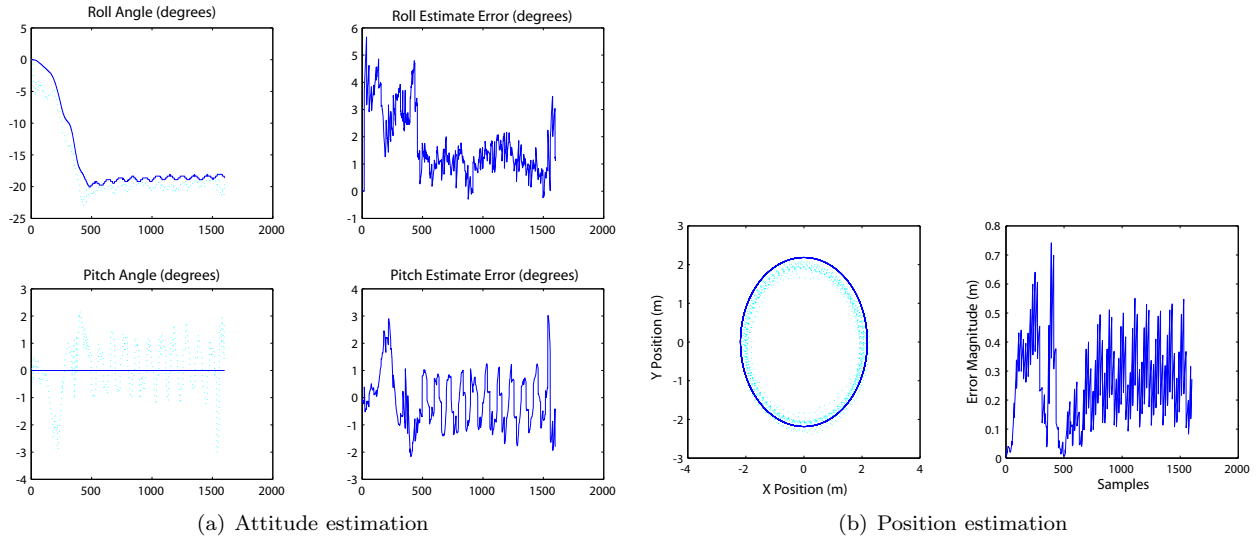 Roll Angle (degrees)
5
0
-5
-10
-15
-20
-25
0 500 1000 1500 2000
Roll Estimate Error (degrees)
6
5
4
3
2
1
0
-1
0 500 1000 1500 2000
Pitch Angle (degrees)
3
2
1
0
-1
-2
-3
-4
0 500 1000 1500 2000
Pitch Estimate Error (degrees)
4
3
2
1
0
-1
-2
-3
0 500 1000 1500 2000
(a) Attitude estimation
Y Position (m)
3
2
1
0
-1
-2
-3
-4 -2 0 2 4
X Position (m)
Error Magnitude (m)
0.8
0.7
0.6
0.5
0.4
0.3
0.2
0.1
0
0 500 1000 1500 2000
Samples
(b) Position estimation